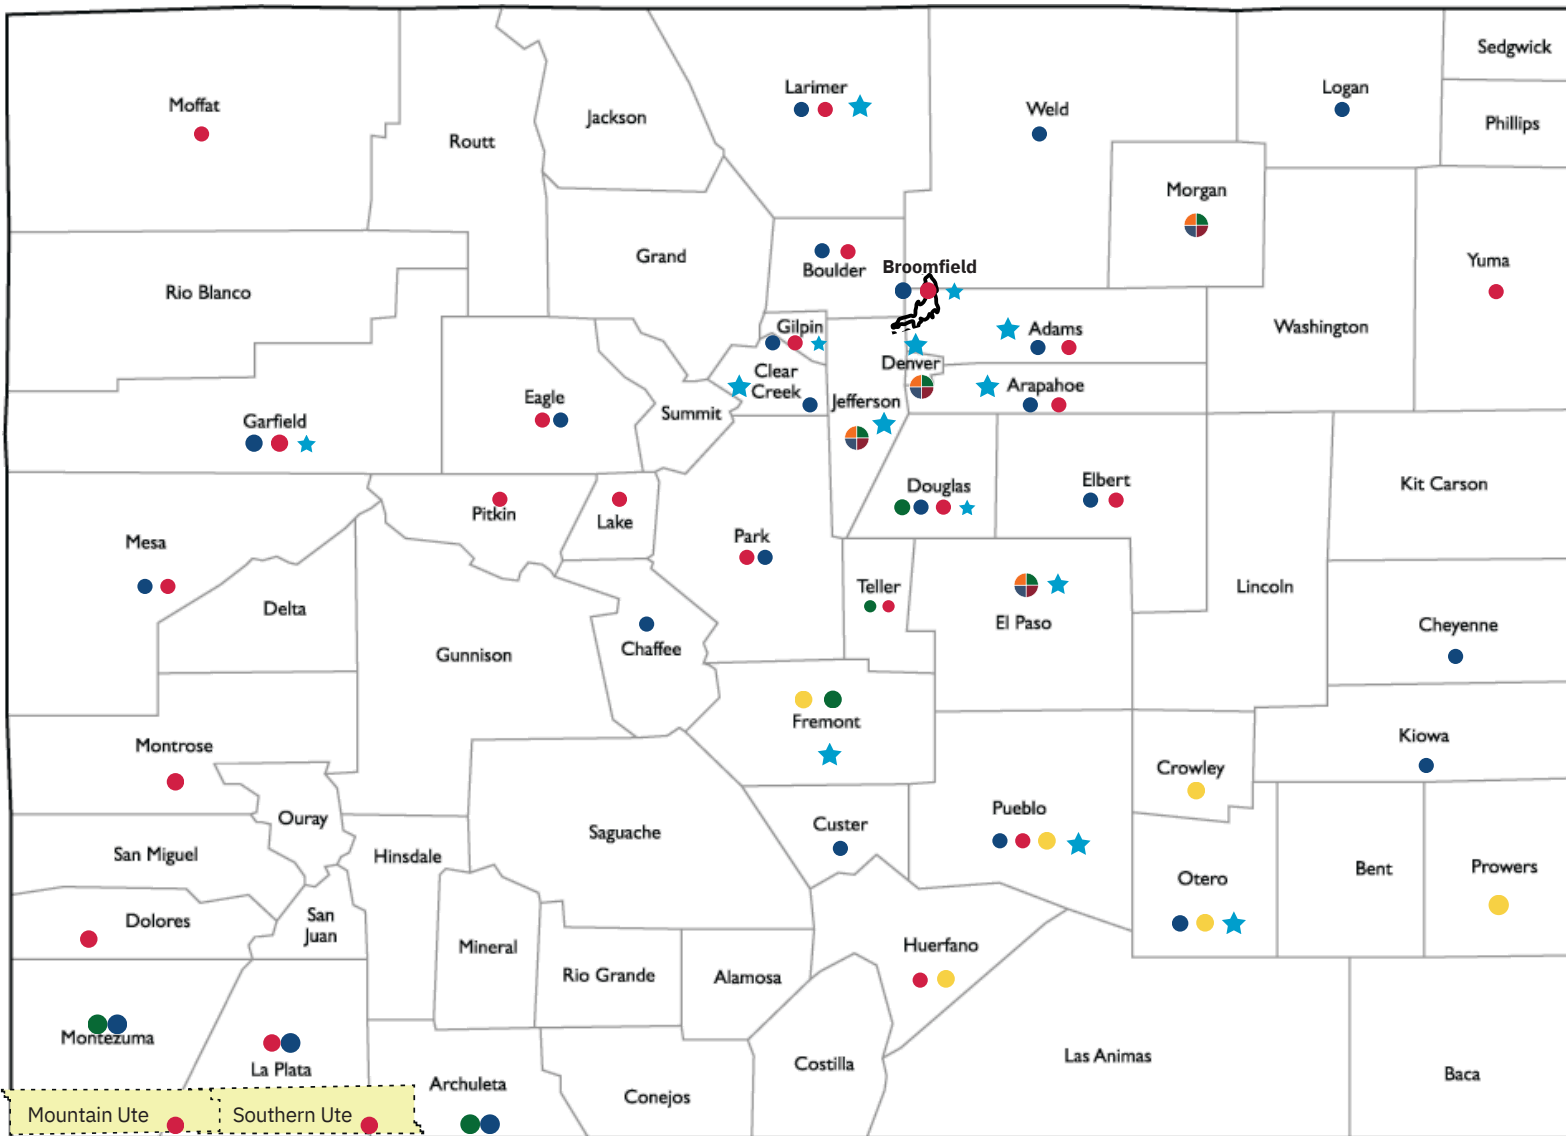 Sedgwick
Moffat
Larimer
Logan
Jackson
Weld
Phillips
Routt
Morgan
Grand
Boulder
Broomfield
Yuma
Rio Blanco
Gilpin
Adams
Washington
Denver
Clear
Creek
Arapahoe
Eagle
Jefferson
Summit
Garfield
Douglas
Elbert
Kit Carson
Pitkin
Lake
Park
Mesa
Teller
Lincoln
Delta
El Paso
Cheyenne
Gunnison
Chaffee
Fremont
Montrose
Kiowa
Crowley
Pueblo
Ouray
Saguache
Custer
San Miguel
Hinsdale
Bent
Prowers
Otero
Dolores
San
Juan
Mineral
Huerfano
Rio Grande
Alamosa
Montezuma
Las Animas
La Plata
Costilla
Archuleta
Conejos
Baca
Mountain Ute
Southern Ute